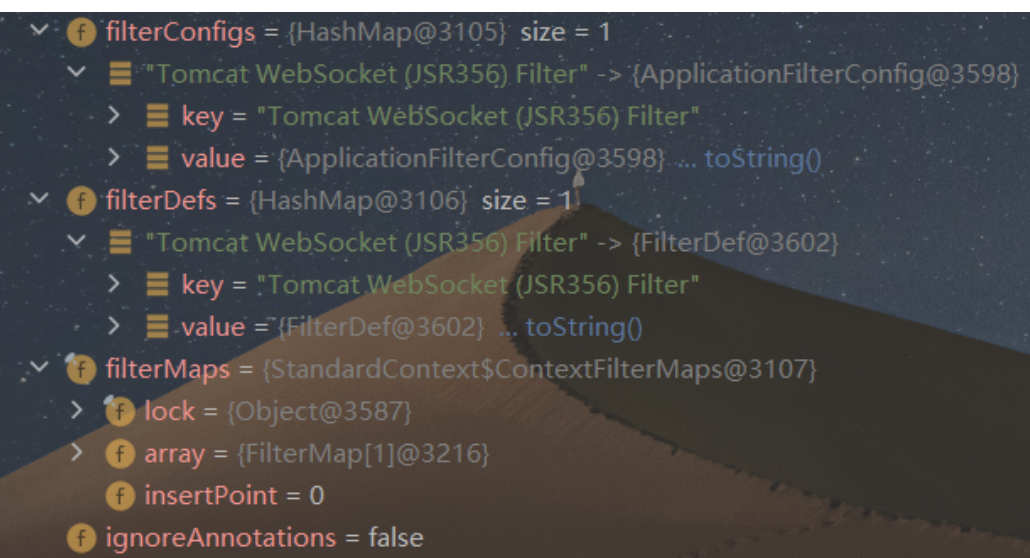 filterConfigs = {HashMap@3105} size = 1
"Tomcat WebSocket (JSR356) Filter" -> {ApplicationFilterConfig@3598}
key = "Tomcat WebSocket (JSR356) Filter"
value = {ApplicationFilterConfig@3598} ... toString()
filterDefs = {HashMap@3106} size = 1
"Tomcat WebSocket (JSR356) Filter" -> {FilterDef@3602}
key = "Tomcat WebSocket (JSR356) Filter"
value = {FilterDef@3602} ... toString()
filterMaps = {StandardContext$ContextFilterMaps@3107}
lock = {Object@3587}
array = {FilterMap[1]@3216}
insertPoint = 0
ignoreAnnotations = false